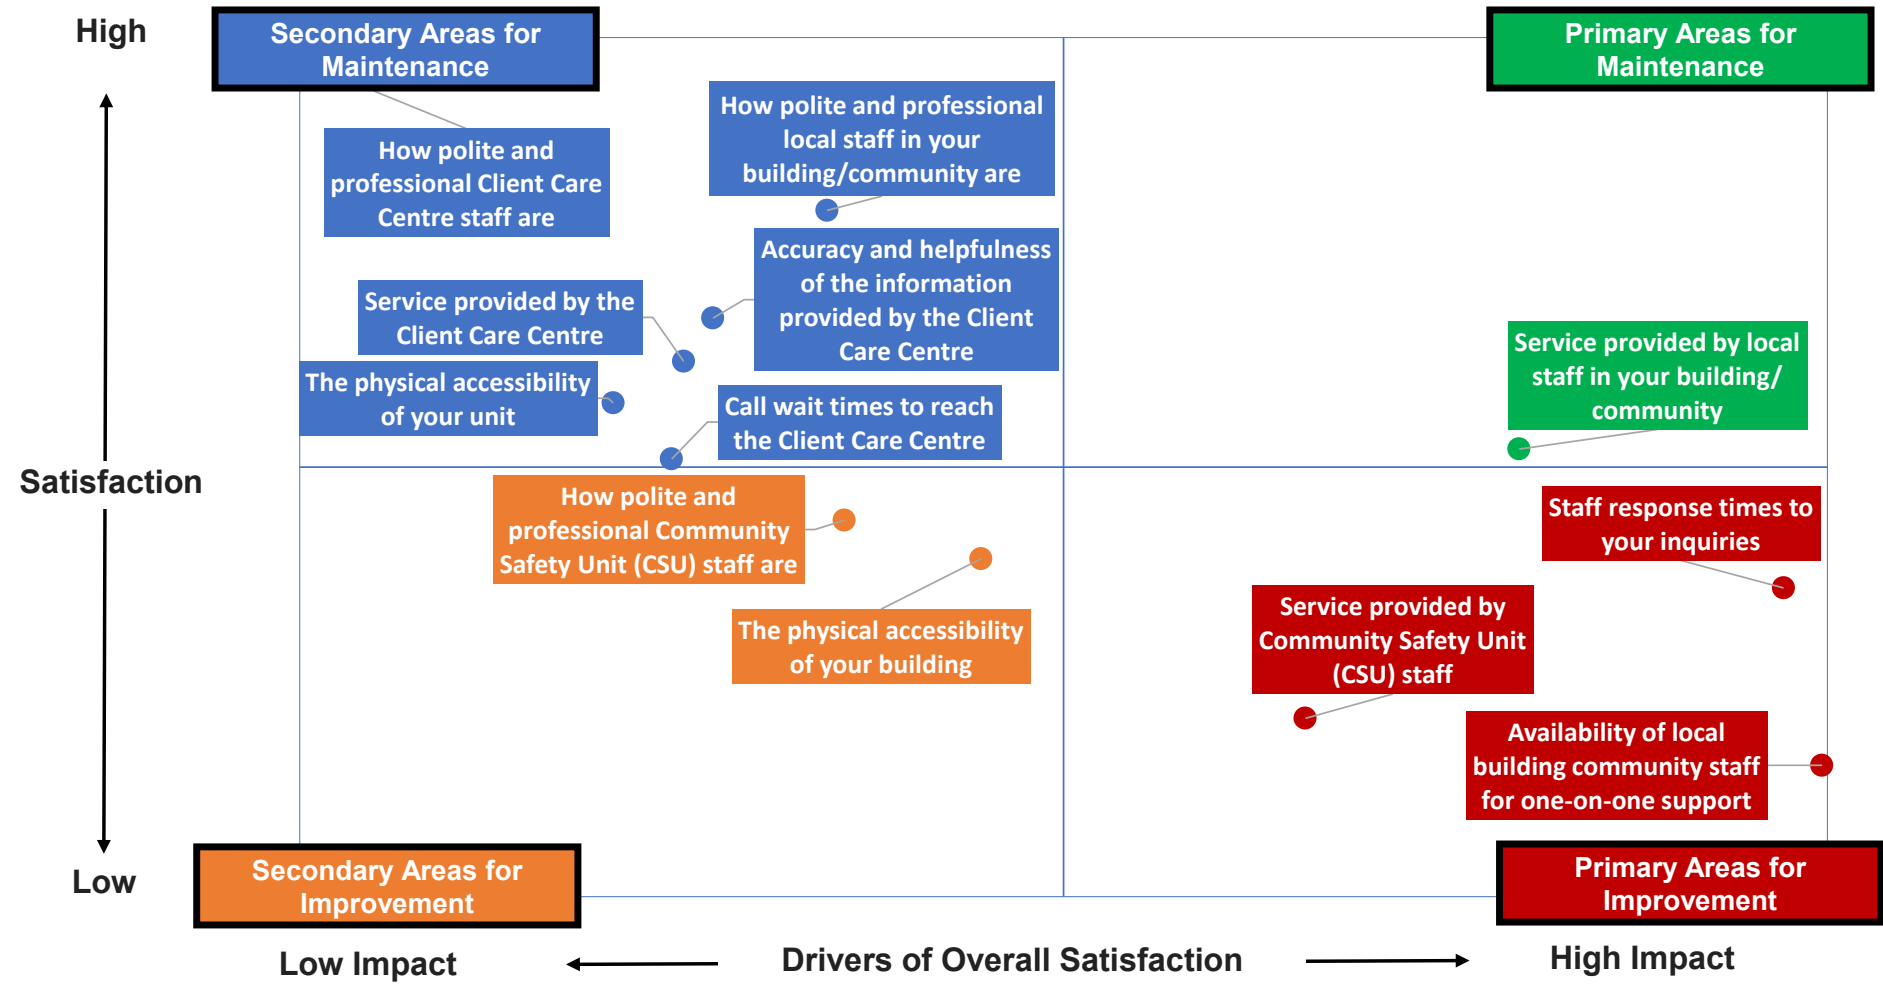 High
Secondary Areas for
Maintenance
Primary Areas for
Maintenance
How polite and professional
local staff in your
building/community are
How polite and
professional Client Care
Centre staff are
Accuracy and helpfulness
of the information
provided by the Client
Care Centre
Service provided by the
Client Care Centre
The physical accessibility
of your unit
Call wait times to reach
the Client Care Centre
Service provided by local
staff in your building/
community
Satisfaction
How polite and
professional Community
Safety Unit (CSU) staff are
The physical accessibility
of your building
Staff response times to
your inquiries
Service provided by
Community Safety Unit
(CSU) staff
Availability of local
building community staff
for one-on-one support
Low
Secondary Areas for
Improvement
Primary Areas for
Improvement
Low Impact
Drivers of Overall Satisfaction
High Impact